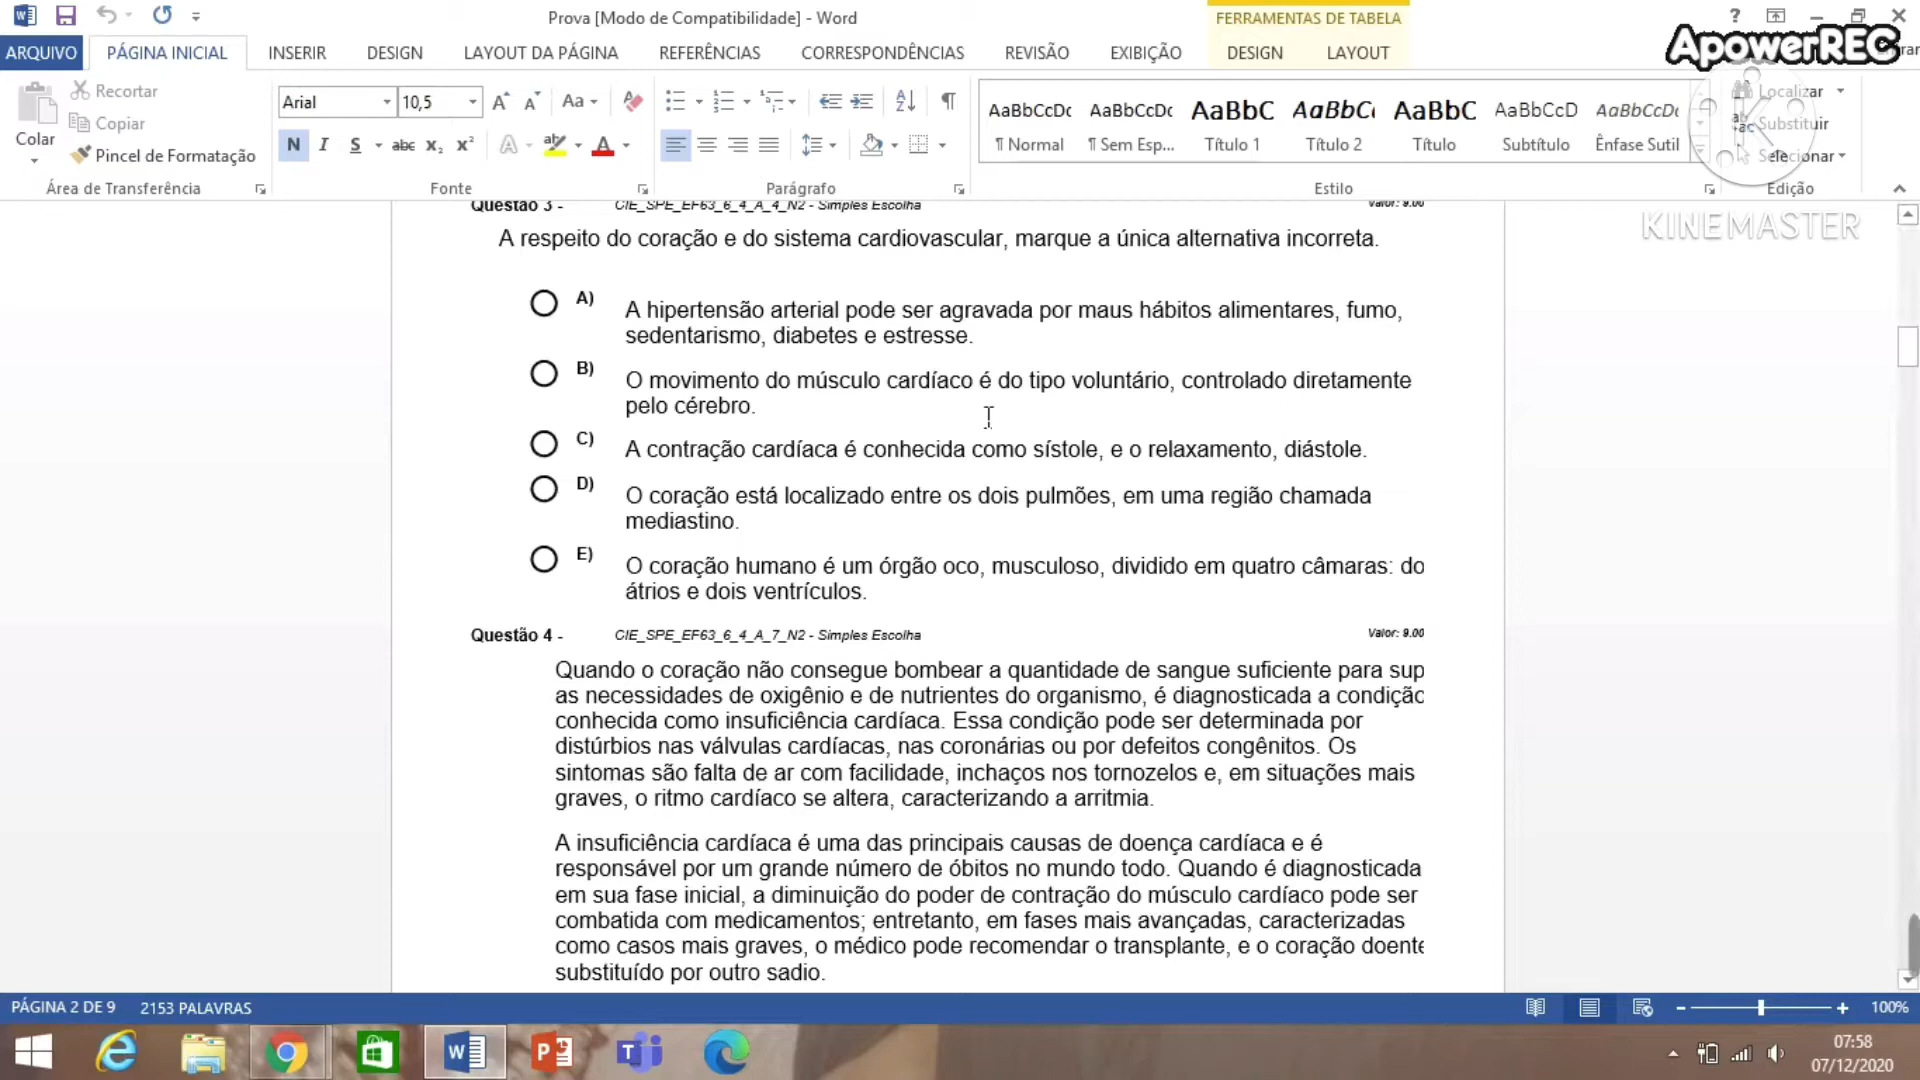 Prova [Modo de Compatibilidade] - Word
FERRAMENTAS DE TABELA
?
ARQUIVO PÁGINA INICIAL INSERIR DESIGN LAYOUT DA PÁGINA REFERÊNCIAS CORRESPONDÊNCIAS REVISÃO EXIBIÇÃO DESIGN LAYOUT
ApowerREC
Colar
Recortar
Copiar
Pincel de Formatação
Área de Transferência
Arial 10,5
N I S abc X₂ X²
Fonte
Parágrafo
AaBbCcDc AaBbCcDc AaBbC AaBbC AaBbC AaBbCcD AaBbCcDc
¶ Normal ¶ Sem Esp... Título 1 Título 2 Título Subtítulo Ênfase Sutil
Estilo
Localizar
Substituir
Selecionar
Edição
K
KINEMASTER
Questão 3 - CIE_SPE_EF63_6_4_A_4_N2 - Simples Escolha Valor: 9.00
A respeito do coração e do sistema cardiovascular, marque a única alternativa incorreta.
A) A hipertensão arterial pode ser agravada por maus hábitos alimentares, fumo,
sedentarismo, diabetes e estresse.
B) O movimento do músculo cardíaco é do tipo voluntário, controlado diretamente
pelo cérebro.
C) A contração cardíaca é conhecida como sístole, e o relaxamento, diástole.
D) O coração está localizado entre os dois pulmões, em uma região chamada
mediastino.
E) O coração humano é um órgão oco, musculoso, dividido em quatro câmaras: do
átrios e dois ventrículos.
Questão 4 - CIE_SPE_EF63_6_4_A_7_N2 - Simples Escolha Valor: 9.00
Quando o coração não consegue bombear a quantidade de sangue suficiente para sup
as necessidades de oxigênio e de nutrientes do organismo, é diagnosticada a condição
conhecida como insuficiência cardíaca. Essa condição pode ser determinada por
distúrbios nas válvulas cardíacas, nas coronárias ou por defeitos congênitos. Os
sintomas são falta de ar com facilidade, inchaços nos tornozelos e, em situações mais
graves, o ritmo cardíaco se altera, caracterizando a arritmia.
A insuficiência cardíaca é uma das principais causas de doença cardíaca e é
responsável por um grande número de óbitos no mundo todo. Quando é diagnosticada
em sua fase inicial, a diminuição do poder de contração do músculo cardíaco pode ser
combatida com medicamentos; entretanto, em fases mais avançadas, caracterizadas
como casos mais graves, o médico pode recomendar o transplante, e o coração doente
substituído por outro sadio.
PÁGINA 2 DE 9 2153 PALAVRAS
100%
07:58
07/12/2020